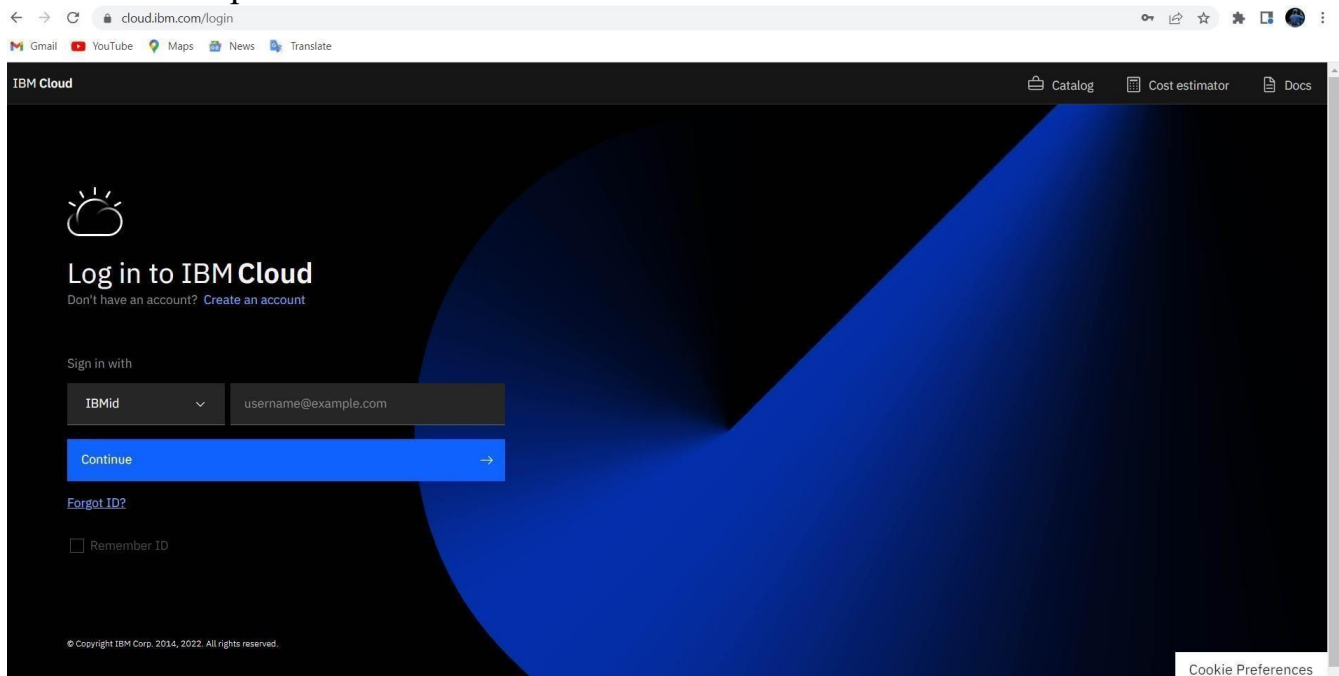 cloud.ibm.com/login
Gmail YouTube Maps News Translate
IBM Cloud Catalog Cost estimator Docs
Log in to IBM Cloud
Don't have an account? Create an account
Sign in with
IBMid username@example.com
Continue
Forgot ID?
Remember ID
© Copyright IBM Corp. 2014, 2022. All rights reserved.
Cookie Preferences